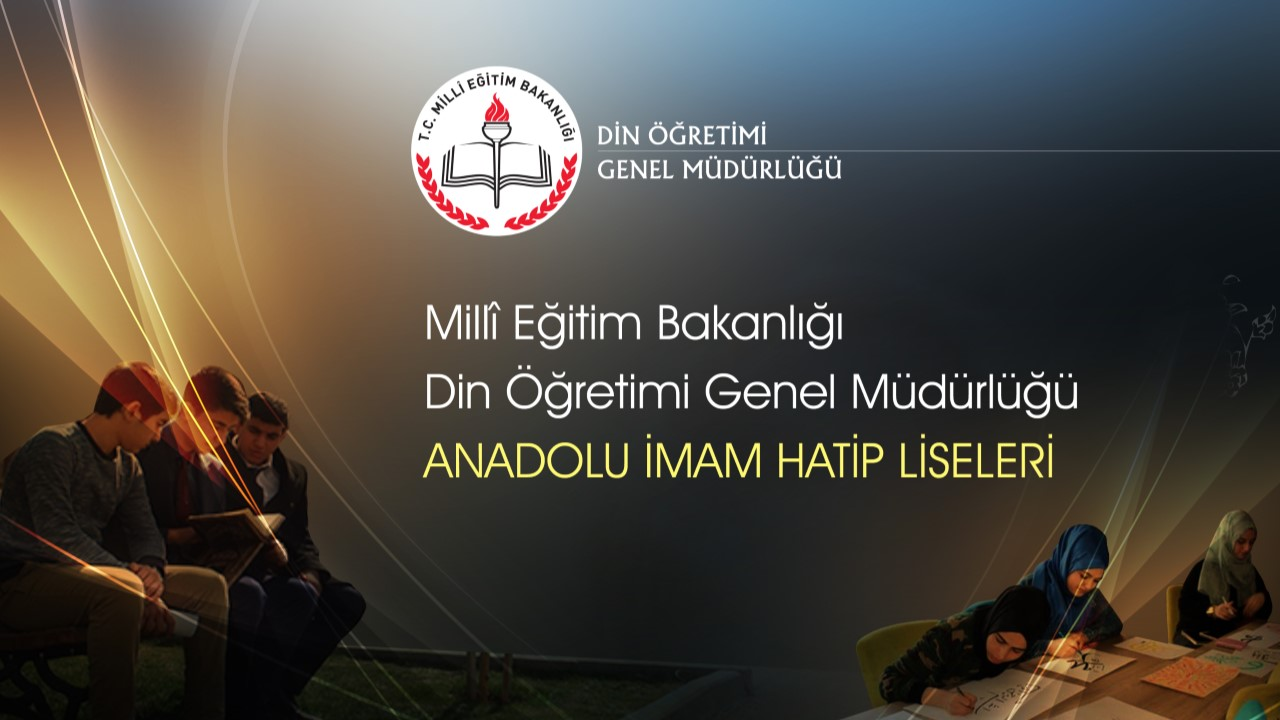 T.C. MİLLÎ EĞİTİM BAKANLIĞI
DİN ÖĞRETİMİ
GENEL MÜDÜRLÜĞÜ
Millî Eğitim Bakanlığı
Din Öğretimi Genel Müdürlüğü
ANADOLU İMAM HATİP LİSELERİ